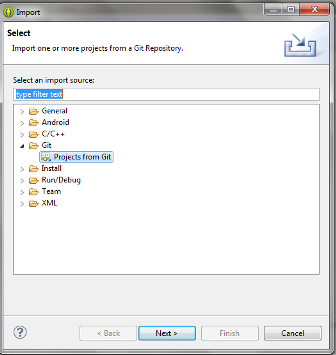 Import
Select
Import one or more projects from a Git Repository.
Select an import source:
type filter text
General
Android
C/C++
Git
Projects from Git
Install
Run/Debug
Team
XML
?
< Back
Next >
Finish
Cancel